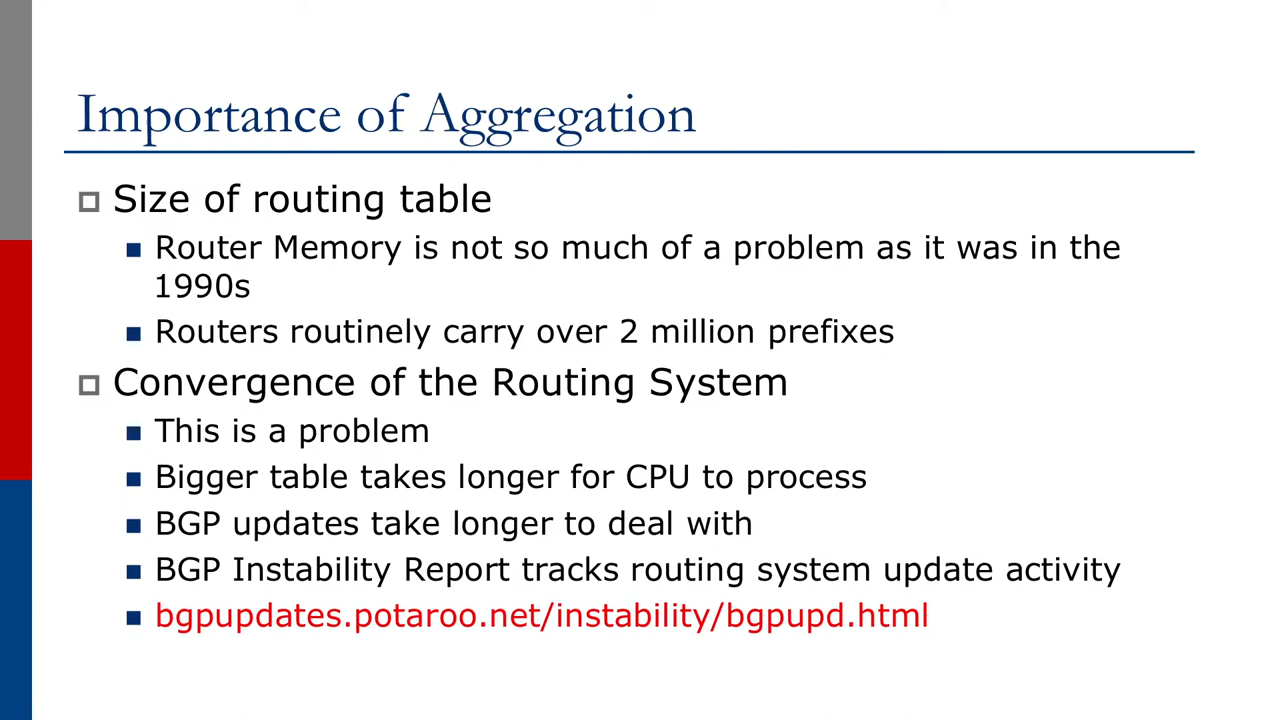 Importance of Aggregation
Size of routing table
Router Memory is not so much of a problem as it was in the
1990s
Routers routinely carry over 2 million prefixes
Convergence of the Routing System
This is a problem
Bigger table takes longer for CPU to process
BGP updates take longer to deal with
BGP Instability Report tracks routing system update activity
bgpupdates.potaroo.net/instability/bgpupd.html